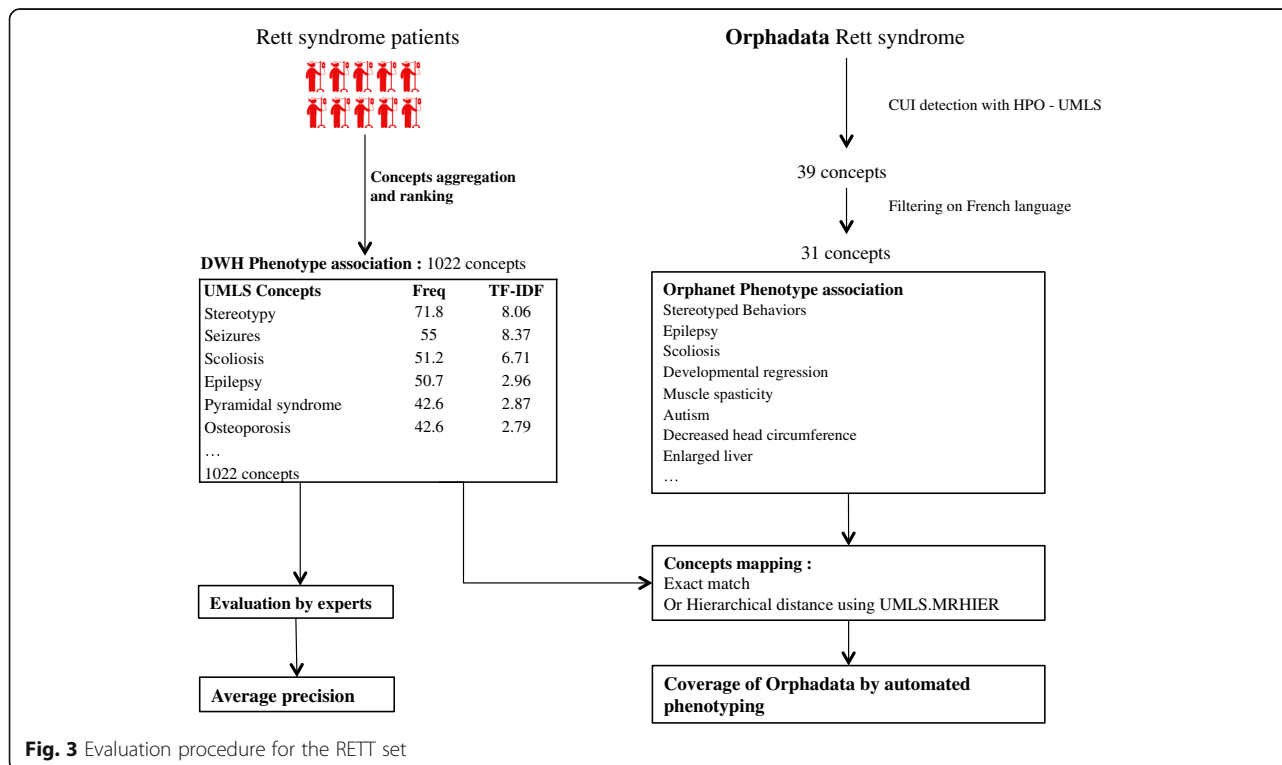 Rett syndrome patients
Concepts aggregation
and ranking
DWH Phenotype association : 1022 concepts
UMLS Concepts Freq TF-IDF
Stereotypy 71.8 8.06
Seizures 55 8.37
Scoliosis 51.2 6.71
Epilepsy 50.7 2.96
Pyramidal syndrome 42.6 2.87
Osteoporosis 42.6 2.79
…
1022 concepts
Evaluation by experts
Average precision
Orphadata Rett syndrome
CUI detection with HPO - UMLS
39 concepts
Filtering on French language
31 concepts
Orphanet Phenotype association
Stereotyped Behaviors
Epilepsy
Scoliosis
Developmental regression
Muscle spasticity
Autism
Decreased head circumference
Enlarged liver
…
Concepts mapping :
Exact match
Or Hierarchical distance using UMLS.MRHIER
Coverage of Orphadata by automated
phenotyping
Fig. 3 Evaluation procedure for the RETT set